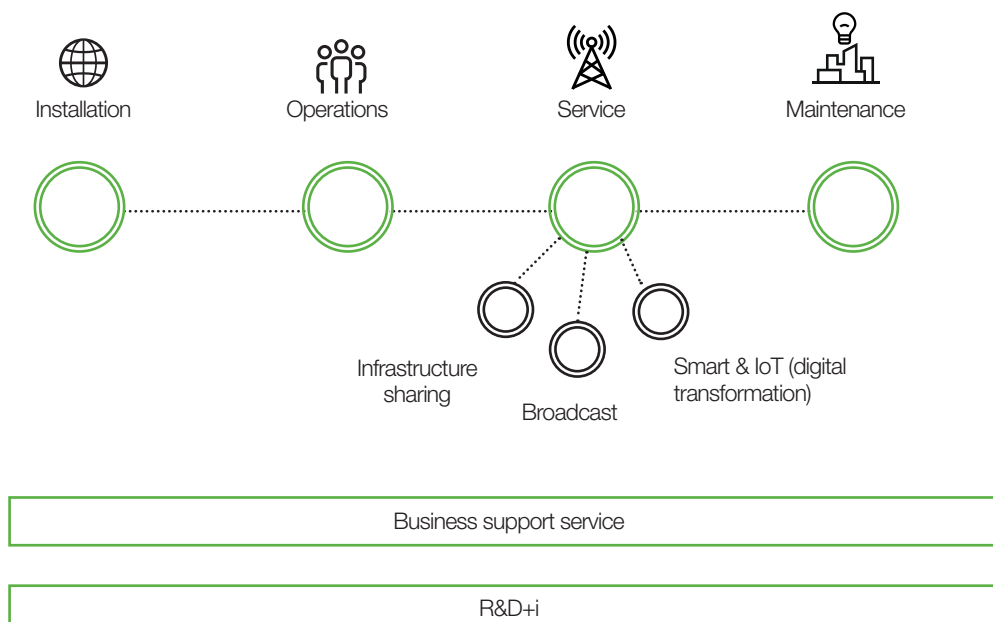 Installation
Operations
Service
Maintenance
Infrastructure
sharing
Broadcast
Smart & IoT (digital
transformation)
Business support service
R&D+i